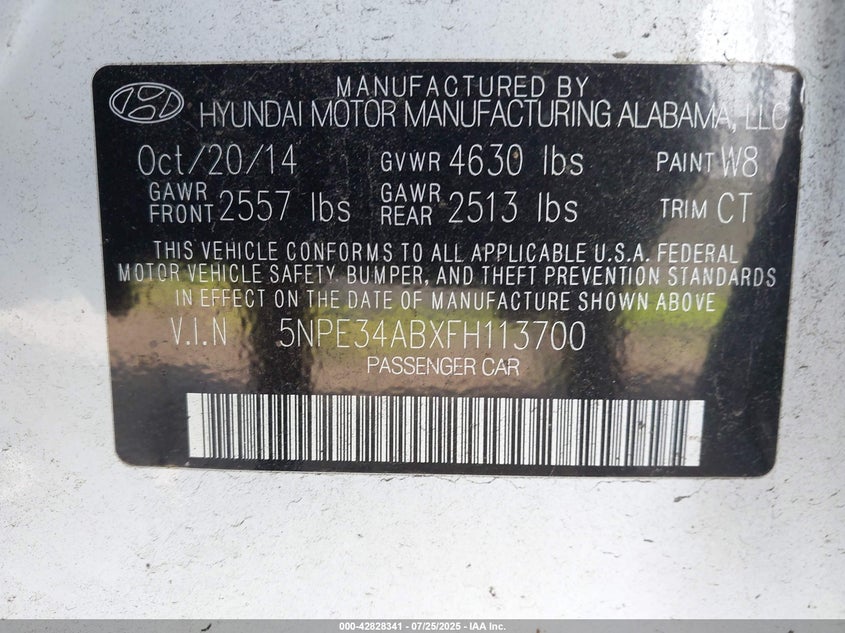 MANUFACTURED BY
HYUNDAI MOTOR MANUFACTURING ALABAMA, LLC
Oct/20/14 GVWR 4630 lbs PAINT W8
GAWR FRONT 2557 lbs GAWR REAR 2513 lbs TRIM CT
THIS VEHICLE CONFORMS TO ALL APPLICABLE U.S.A. FEDERAL
MOTOR VEHICLE SAFETY, BUMPER, AND THEFT PREVENTION STANDARDS
IN EFFECT ON THE DATE OF MANUFACTURE SHOWN ABOVE
V.I.N 5NPE34ABXFH113700
PASSENGER CAR
000-42828341 - 07/25/2025 - IAA Inc.